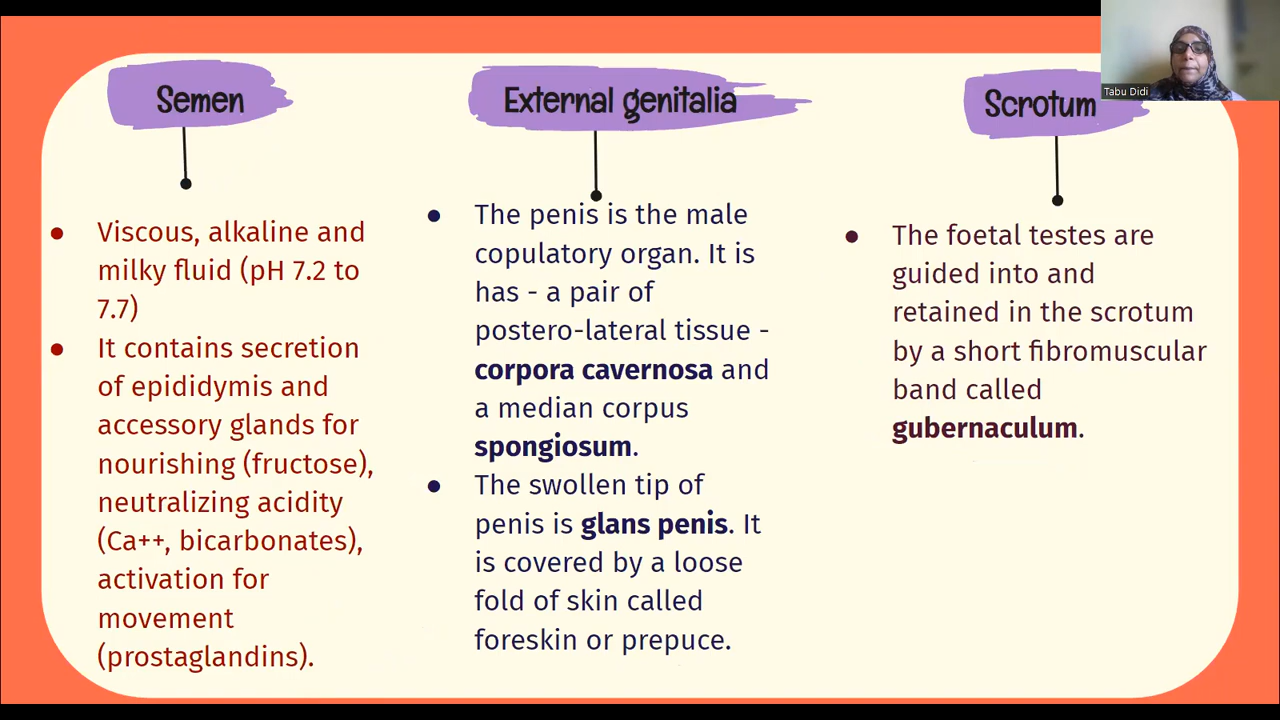 Semen
Viscous, alkaline and
milky fluid (pH 7.2 to
7.7)
It contains secretion
of epididymis and
accessory glands for
nourishing (fructose),
neutralizing acidity
(Ca++, bicarbonates),
activation for
movement
(prostaglandins).
External genitalia
The penis is the male
copulatory organ. It is
has - a pair of
postero-lateral tissue -
corpora cavernosa and
a median corpus
spongiosum.
The swollen tip of
penis is glans penis. It
is covered by a loose
fold of skin called
foreskin or prepuce.
Scrotum
The foetal testes are
guided into and
retained in the scrotum
by a short fibromuscular
band called
gubernaculum.
Tabu Didi